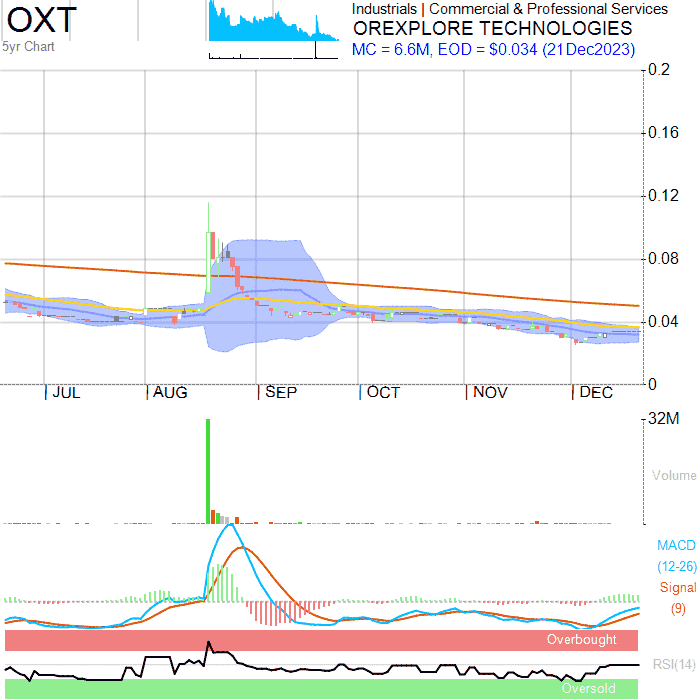 OXT
5yr Chart
Industrials | Commercial & Professional Services
OREXPLORE TECHNOLOGIES
MC = 6.6M, EOD = $0.034 (21Dec2023)
0.2
0.16
0.12
0.08
0.04
0
JUL AUG SEP OCT NOV DEC
32M
Volume
MACD
(12-26)
Signal
(9)
Overbought
RSI(14)
Oversold